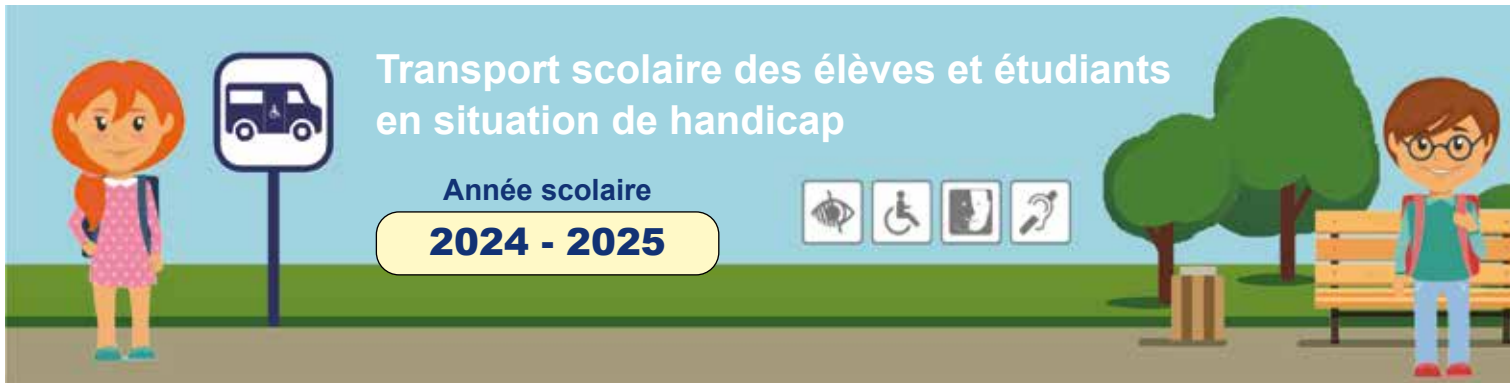 Transport scolaire des élèves et étudiants
en situation de handicap
Année scolaire
2024 - 2025